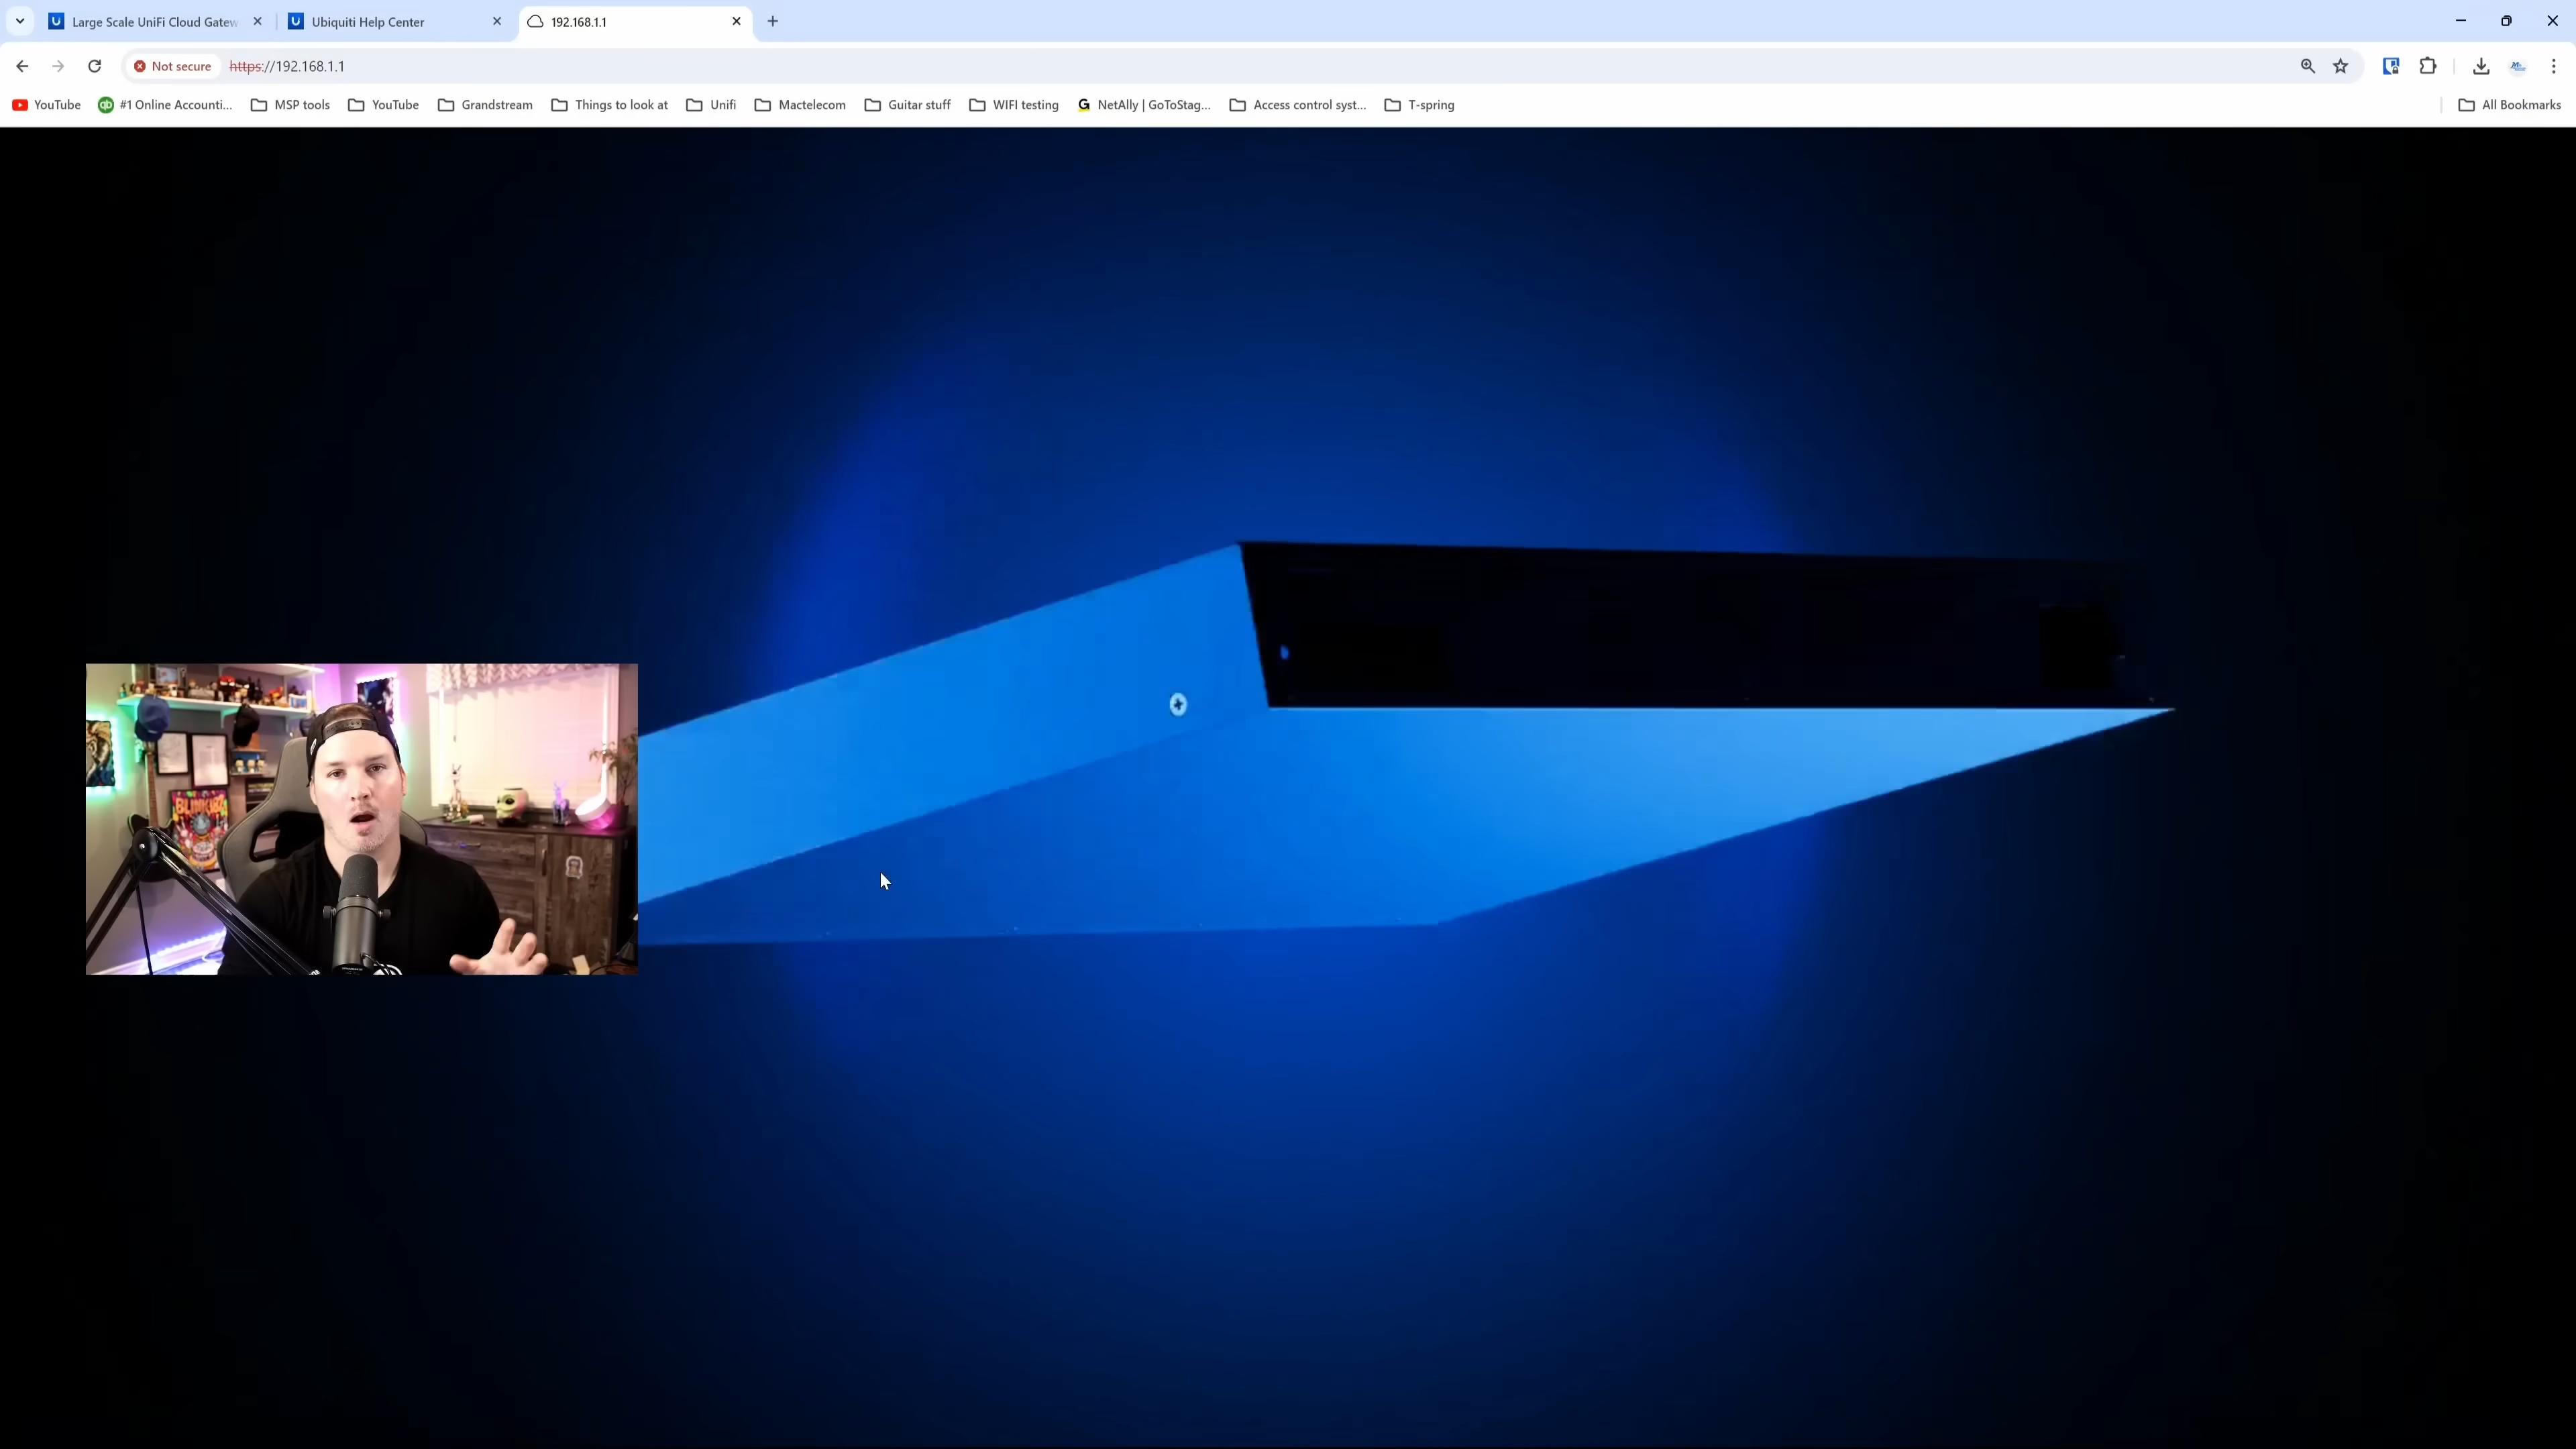 Large Scale UniFi Cloud Gatew
Ubiquiti Help Center
192.168.1.1
Not secure
https://192.168.1.1
YouTube
#1 Online Accounti...
MSP tools
YouTube
Grandstream
Things to look at
Unifi
Mactelecom
Guitar stuff
WIFI testing
NetAlly | GoToStag...
Access control syst...
T-spring
All Bookmarks